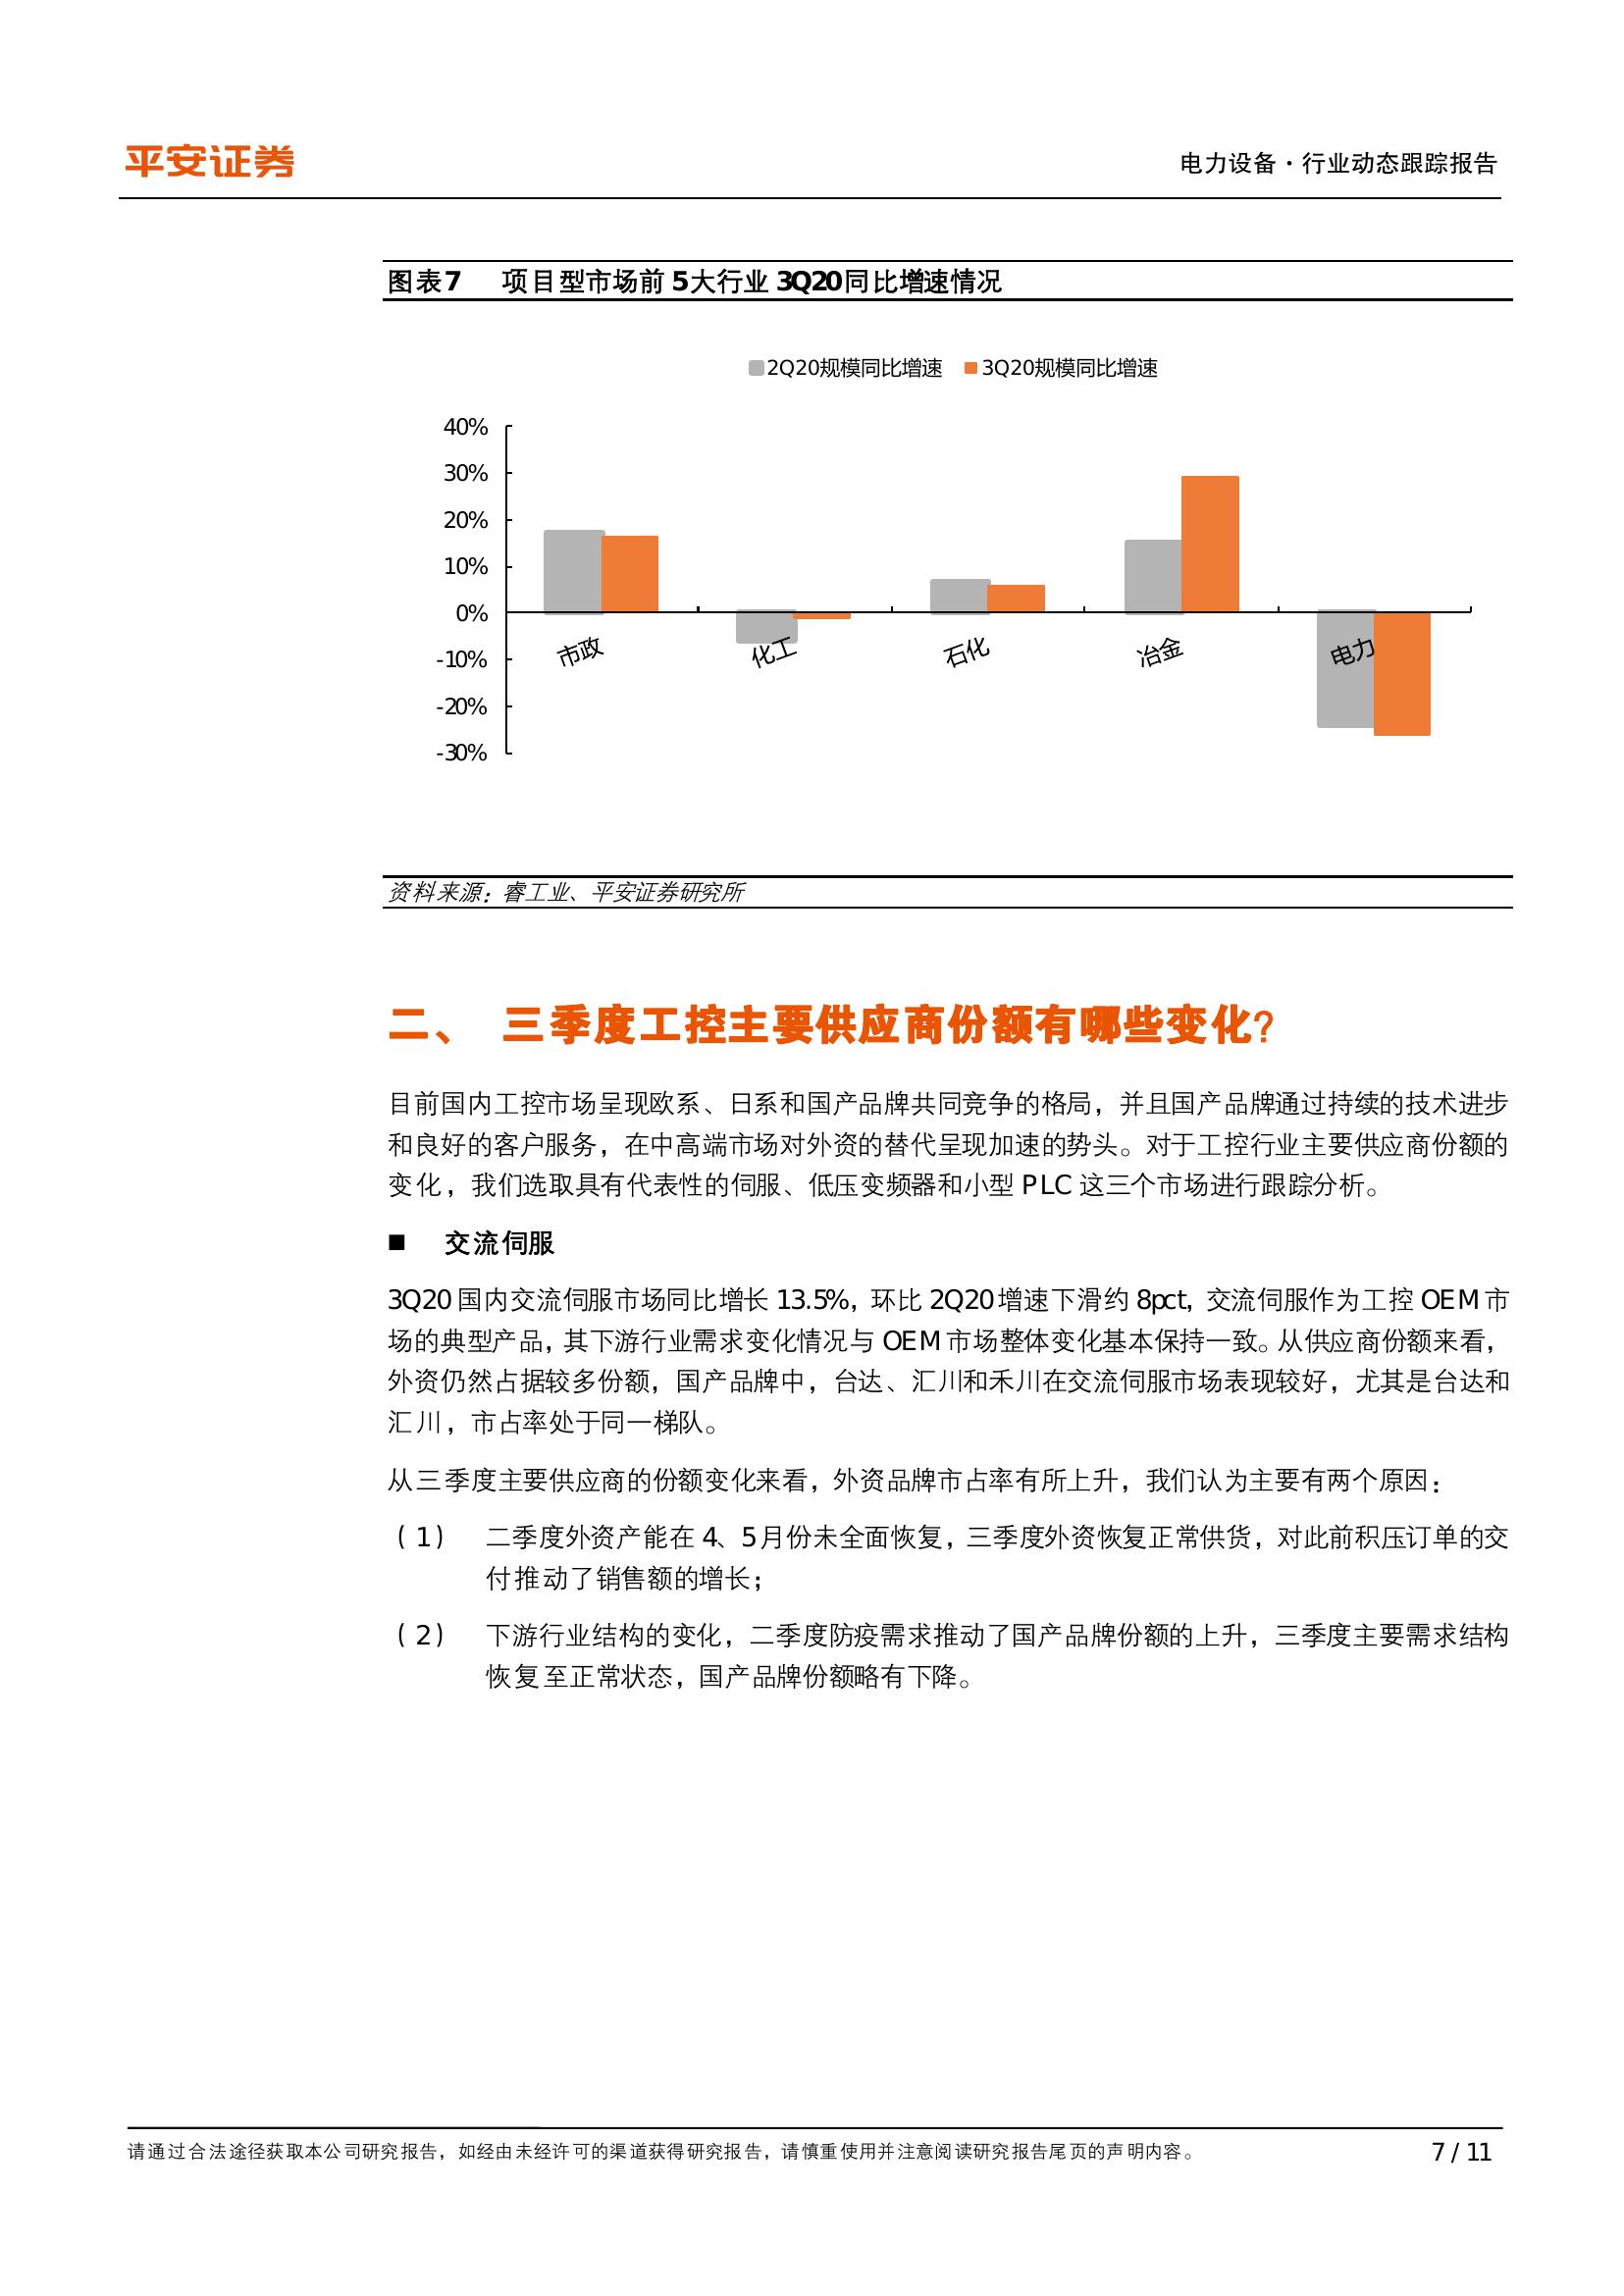 平安证券
电力设备·行业动态跟踪报告
图表7 项目型市场前 5大行业 3Q20同比增速情况
2Q20规模同比增速 3Q20规模同比增速
40%
30%
20%
10%
0%
-10%
-20%
-30%
市政 化工 石化 冶金 电力
资料来源：睿工业、平安证券研究所
二、 三季度工控主要供应商份额有哪些变化？
目前国内工控市场呈现欧系、日系和国产品牌共同竞争的格局，并且国产品牌通过持续的技术进步
和良好的客户服务，在中高端市场对外资的替代呈现加速的势头。对于工控行业主要供应商份额的
变化，我们选取具有代表性的伺服、低压变频器和小型 PLC 这三个市场进行跟踪分析。
■ 交流伺服
3Q20 国内交流伺服市场同比增长 13.5%，环比 2Q20 增速下滑约 8pct，交流伺服作为工控 OEM 市
场的典型产品，其下游行业需求变化情况与 OEM 市场整体变化基本保持一致。从供应商份额来看，
外资仍然占据较多份额，国产品牌中，台达、汇川和禾川在交流伺服市场表现较好，尤其是台达和
汇川，市占率处于同一梯队。
从三季度主要供应商的份额变化来看，外资品牌市占率有所上升，我们认为主要有两个原因：
（1） 二季度外资产能在 4、5月份未全面恢复，三季度外资恢复正常供货，对此前积压订单的交
付推动了销售额的增长；
（2） 下游行业结构的变化，二季度防疫需求推动了国产品牌份额的上升，三季度主要需求结构
恢复至正常状态，国产品牌份额略有下降。
请通过合法途径获取本公司研究报告，如经由未经许可的渠道获得研究报告，请慎重使用并注意阅读研究报告尾页的声明内容。
7 / 11